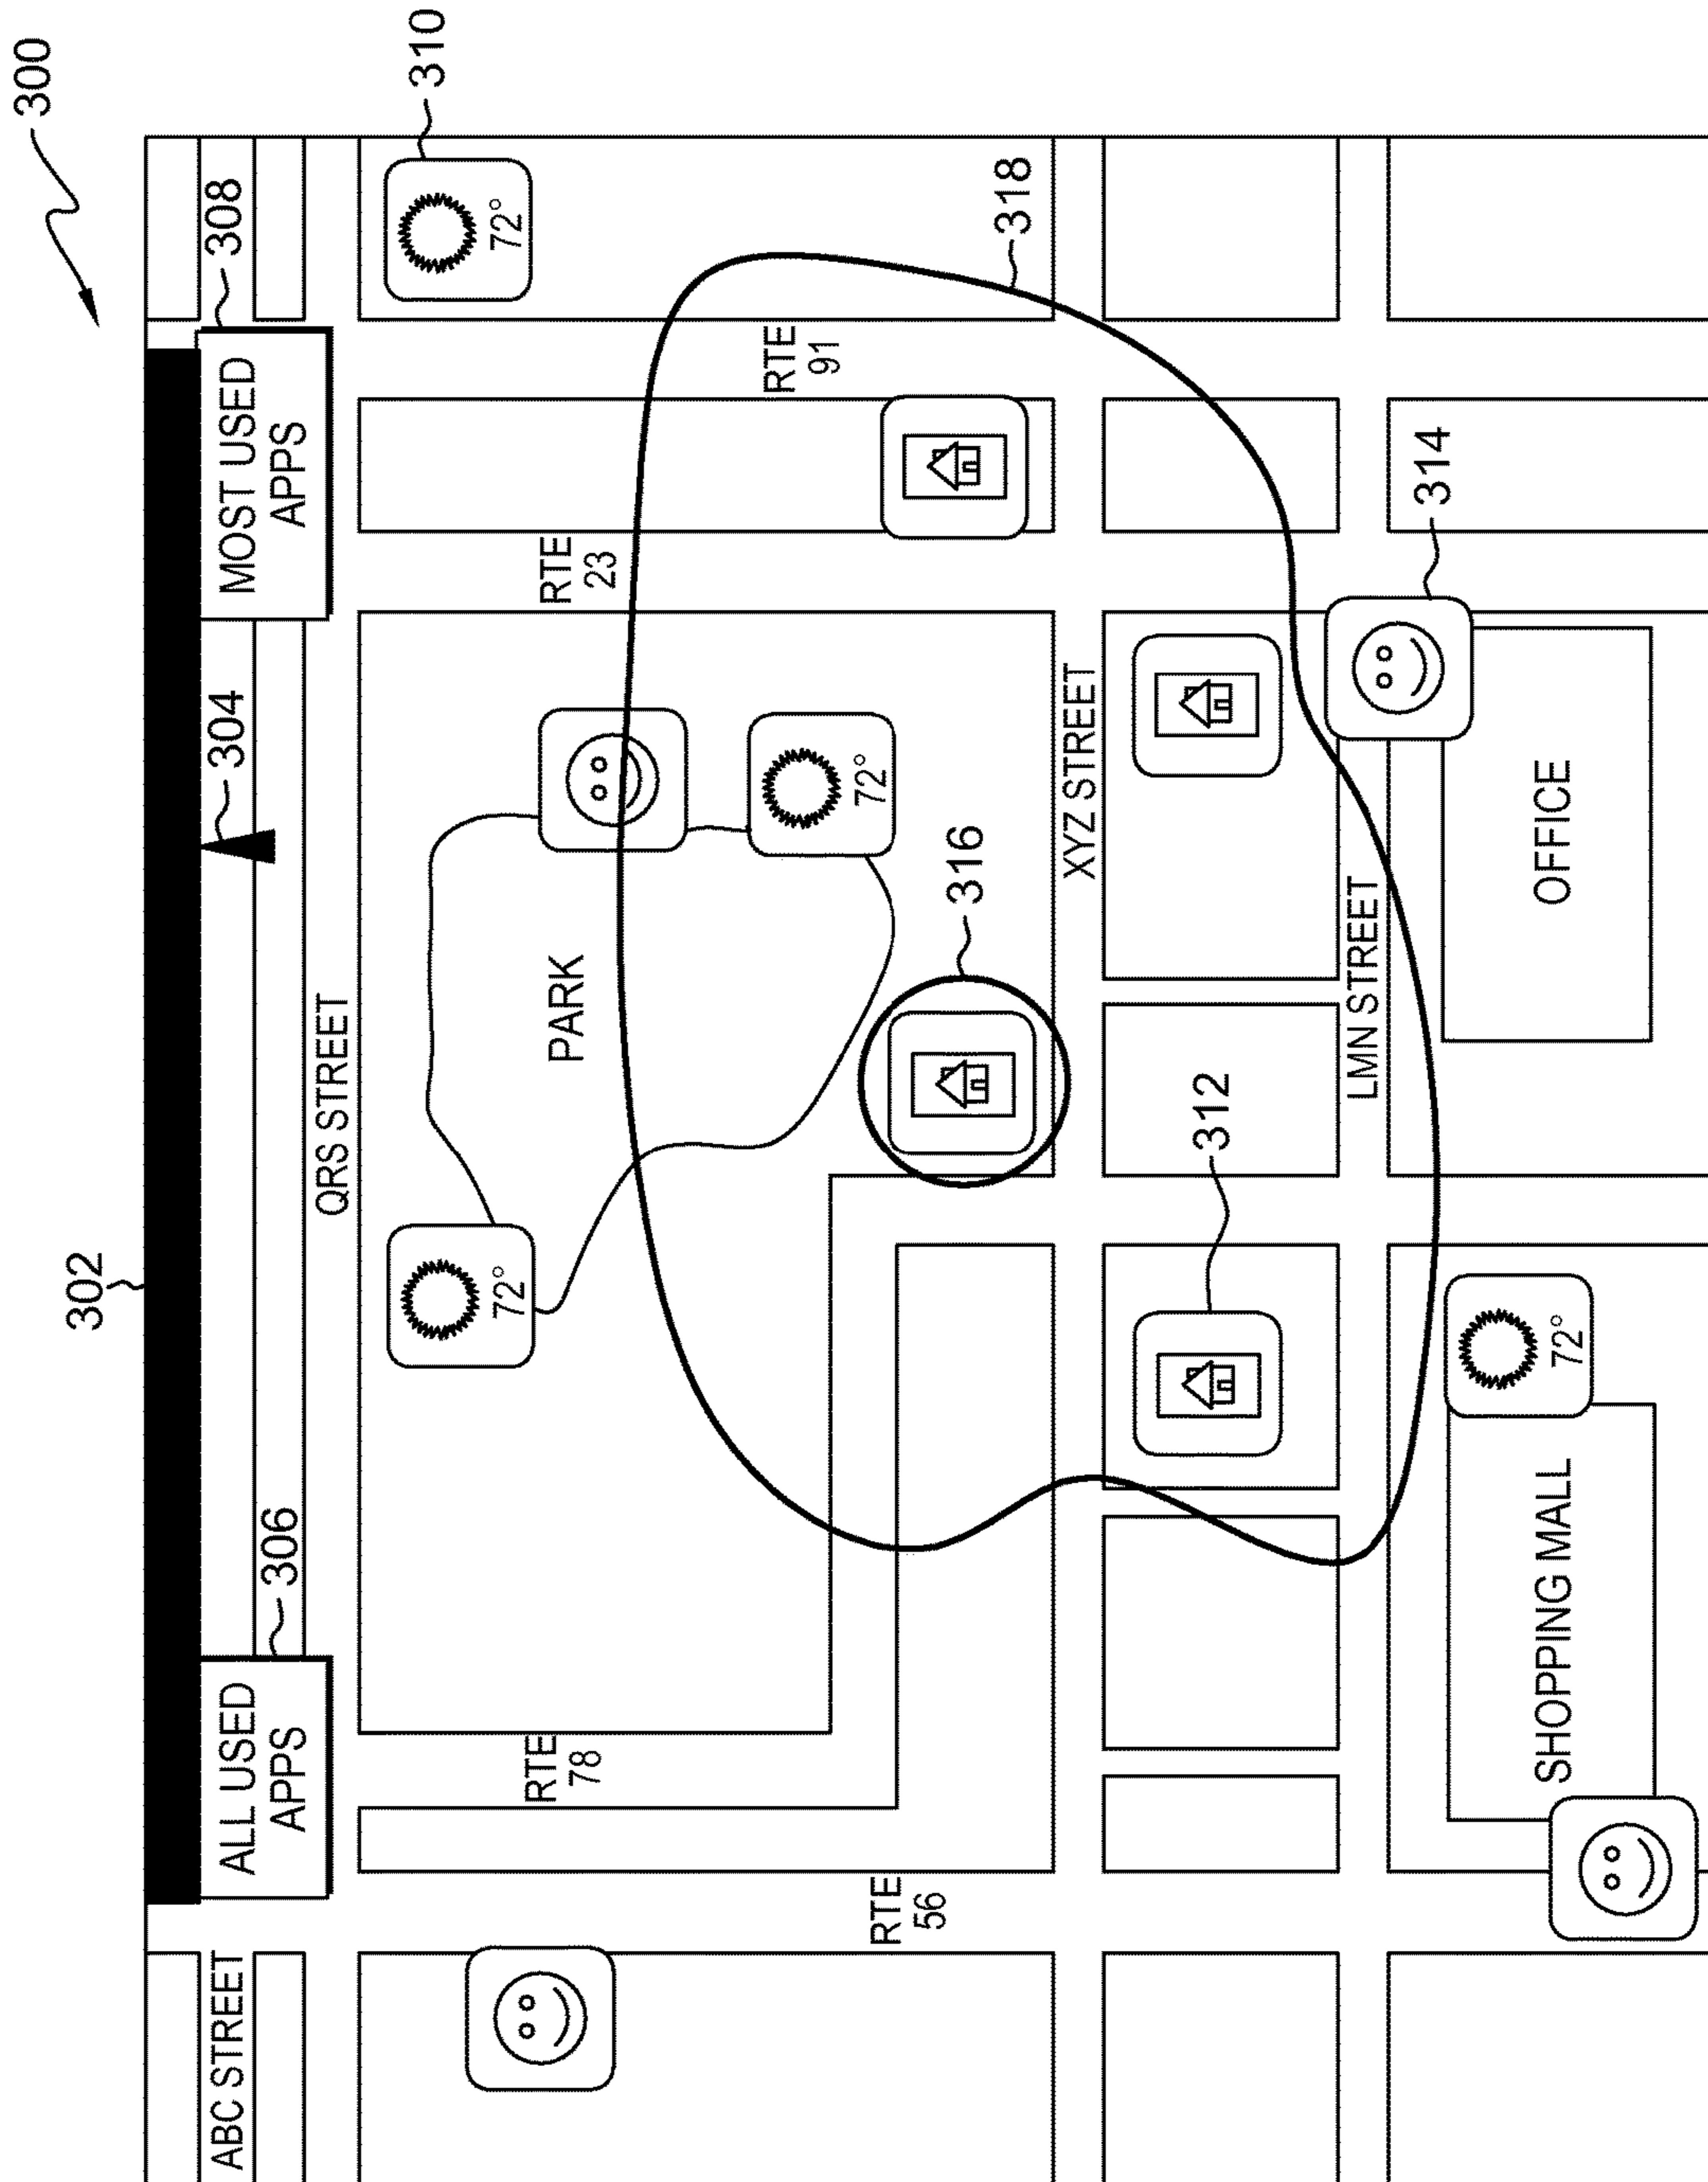 300
302
ABC STREET
ALL USED
APPS
306
304
MOST USED
APPS
308
QRS STREET
310
72°
72°
RTE
78
PARK
RTE
23
RTE
91
72°
RTE
56
316
318
XYZ STREET
312
LMN STREET
314
SHOPPING MALL
72°
OFFICE